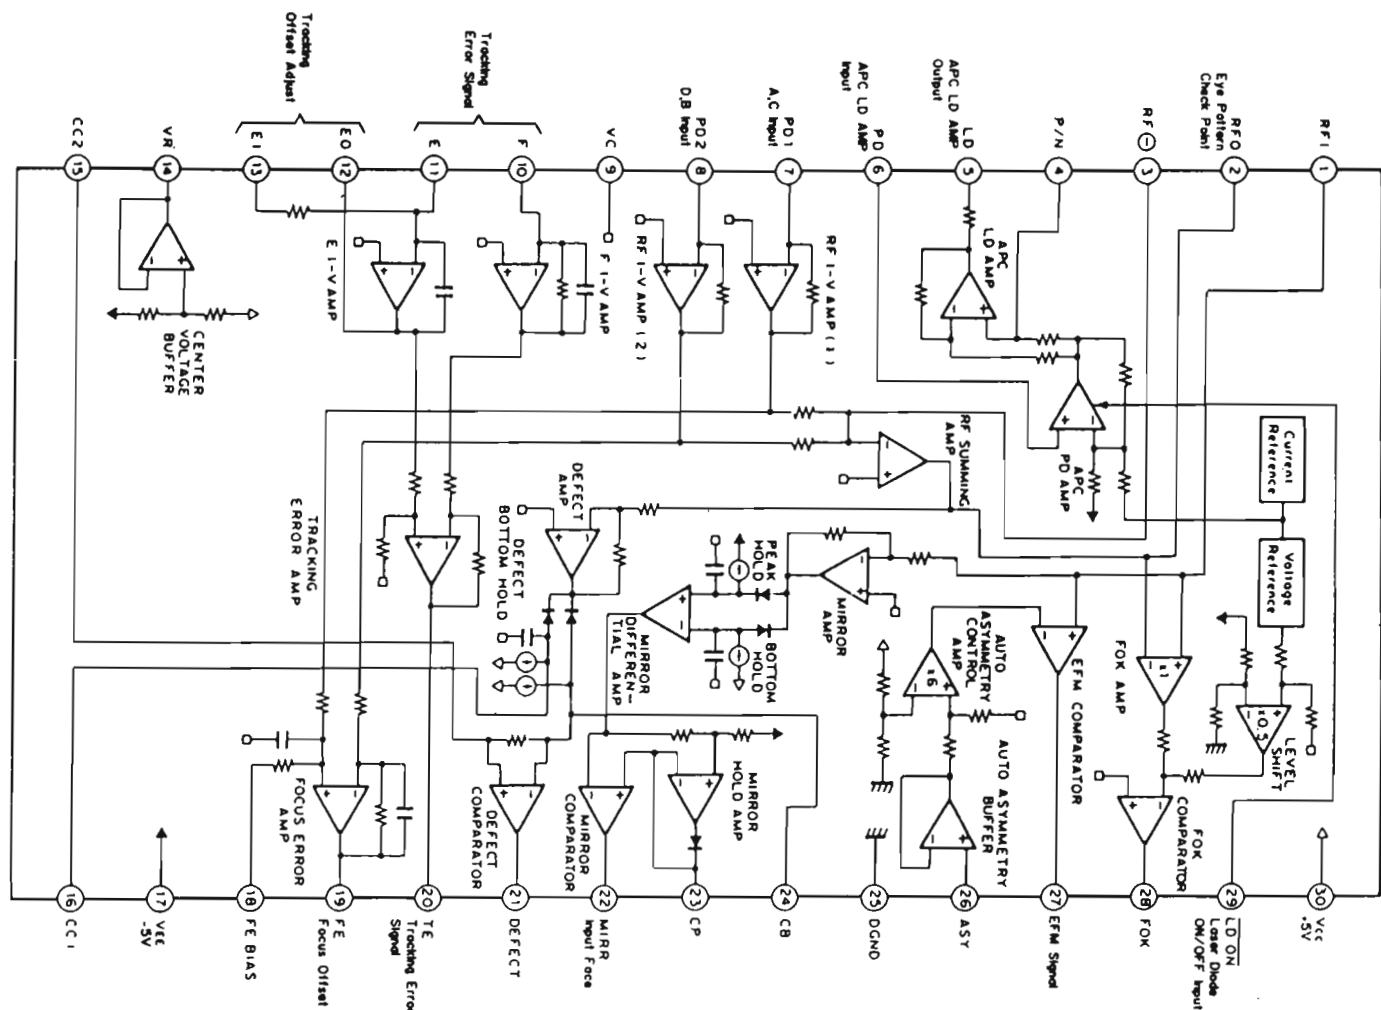 Tracking
Offset Adjust
Tracking
Error Signal
APC LD AMP
Input
APC LD AMP
Output
Eye Pattern
Check Point
CC2
VR
E1
EO
E
F
VC
PD2
D,B Input
PD1
A,C Input
PD
LD
P/N
RF ⊖
RFO
RF1
15
14
13
12
11
10
9
8
7
6
5
4
3
2
1
CENTER
VOLTAGE
BUFFER
E I-V AMP
F I-V AMP
RF I-V AMP (2)
RF I-V AMP (1)
APC
LD AMP
APC
PD AMP
Current
Reference
Voltage
Reference
RF SUMMING
AMP
TRACKING
ERROR AMP
DEFECT
AMP
DEFECT
BOTTOM HOLD
PEAK
HOLD
BOTTOM
HOLD
MIRROR
AMP
MIRROR
DIFFEREN-
TIAL AMP
AUTO
ASYMMETRY
CONTROL
AMP
x6
EFM COMPARATOR
FOK AMP
x1
x0.5
LEVEL
SHIFT
FOCUS ERROR
AMP
DEFECT
COMPARATOR
MIRROR
COMPARATOR
MIRROR
HOLD AMP
AUTO ASYMMETRY
BUFFER
FOK
COMPARATOR
16
17
18
19
20
21
22
23
24
25
26
27
28
29
30
CC1
VEE
-5V
FE BIAS
FE
Focus Offset
TE
Tracking Error
Signal
DEFECT
MIRR
Input Face
CP
CB
DGND
ASY
EFM Signal
FOK
LD ON
Laser Diode
ON/OFF Input
VCC
+5V